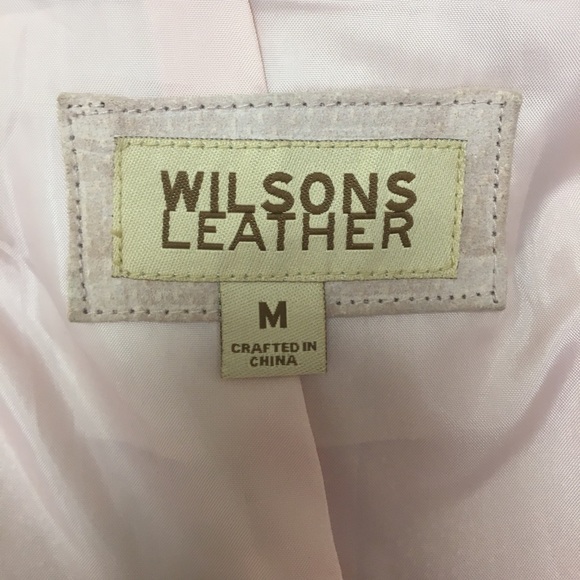 WILSONS
LEATHER
M
CRAFTED IN
CHINA